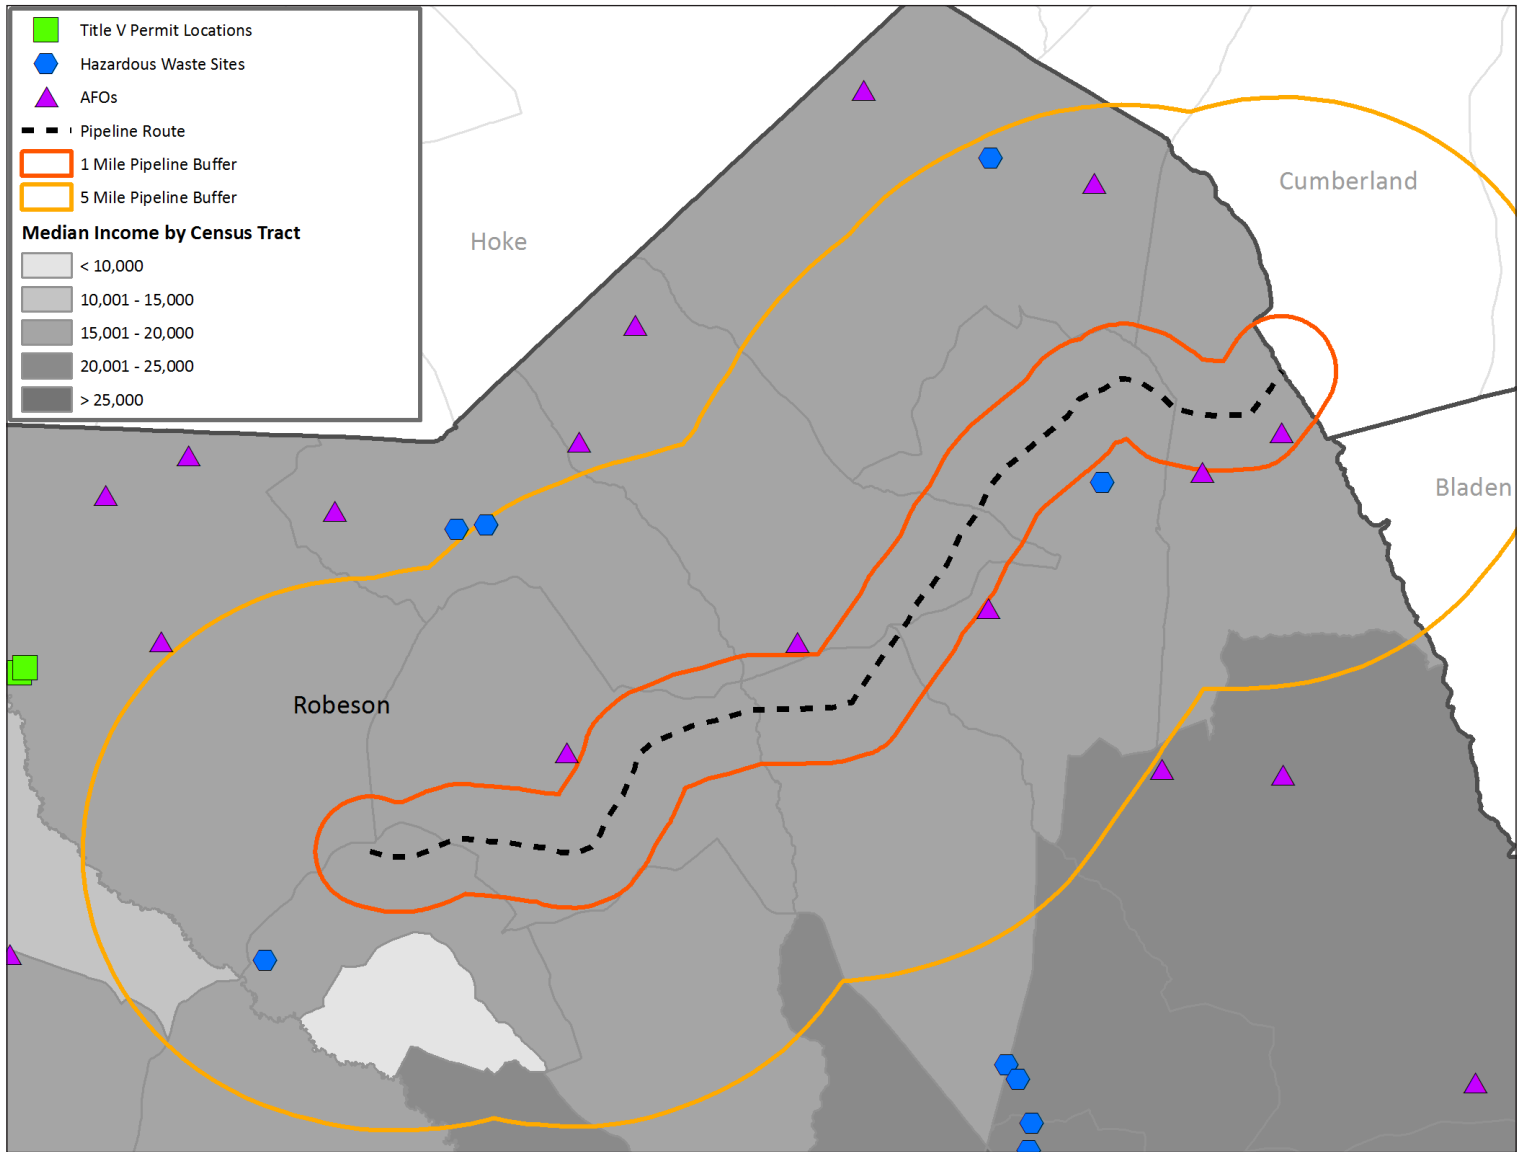 Title V Permit Locations
Hazardous Waste Sites
AFOs
Pipeline Route
1 Mile Pipeline Buffer
5 Mile Pipeline Buffer
Median Income by Census Tract
< 10,000
10,001 - 15,000
15,001 - 20,000
20,001 - 25,000
> 25,000
Cumberland
Hoke
Bladen
Robeson